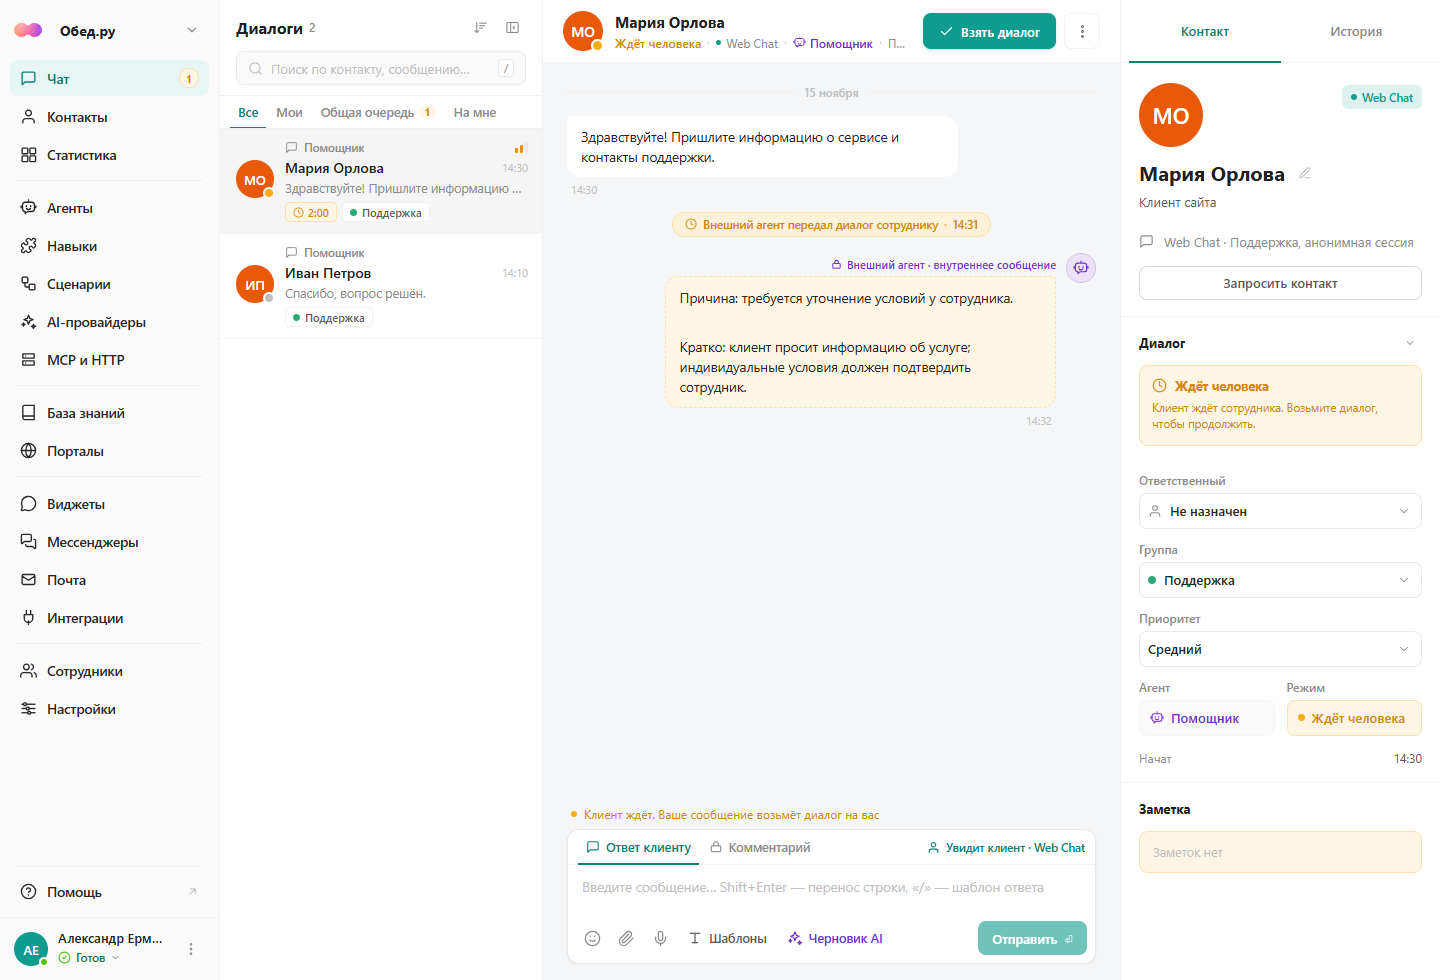 Обед.ру
Чат
1
Контакты
Статистика
Агенты
Навыки
Сценарии
AI-провайдеры
MCP и HTTP
База знаний
Порталы
Виджеты
Мессенджеры
Почта
Интеграции
Сотрудники
Настройки
Помощь
АЕ
Александр Ерм...
Готов
Диалоги 2
Поиск по контакту, сообщению...
/
Все
Мои
Общая очередь 1
На мне
Помощник
МО
Мария Орлова
14:30
Здравствуйте! Пришлите информацию ...
2:00
Поддержка
Помощник
ИП
Иван Петров
14:10
Спасибо, вопрос решён.
Поддержка
МО
Мария Орлова
Ждёт человека · Web Chat · Помощник · П...
Взять диалог
15 ноября
Здравствуйте! Пришлите информацию о сервисе и
контакты поддержки.
14:30
Внешний агент передал диалог сотруднику · 14:31
Внешний агент · внутреннее сообщение
Причина: требуется уточнение условий у сотрудника.
Кратко: клиент просит информацию об услуге;
индивидуальные условия должен подтвердить
сотрудник.
14:32
Клиент ждёт. Ваше сообщение возьмёт диалог на вас
Ответ клиенту
Комментарий
Увидит клиент · Web Chat
Введите сообщение... Shift+Enter — перенос строки, «/» — шаблон ответа
Шаблоны
Черновик AI
Отправить ⏎
Контакт
История
МО
Web Chat
Мария Орлова
Клиент сайта
Web Chat · Поддержка, анонимная сессия
Запросить контакт
Диалог
Ждёт человека
Клиент ждёт сотрудника. Возьмите диалог,
чтобы продолжить.
Ответственный
Не назначен
Группа
Поддержка
Приоритет
Средний
Агент
Режим
Помощник
Ждёт человека
Начат
14:30
Заметка
Заметок нет